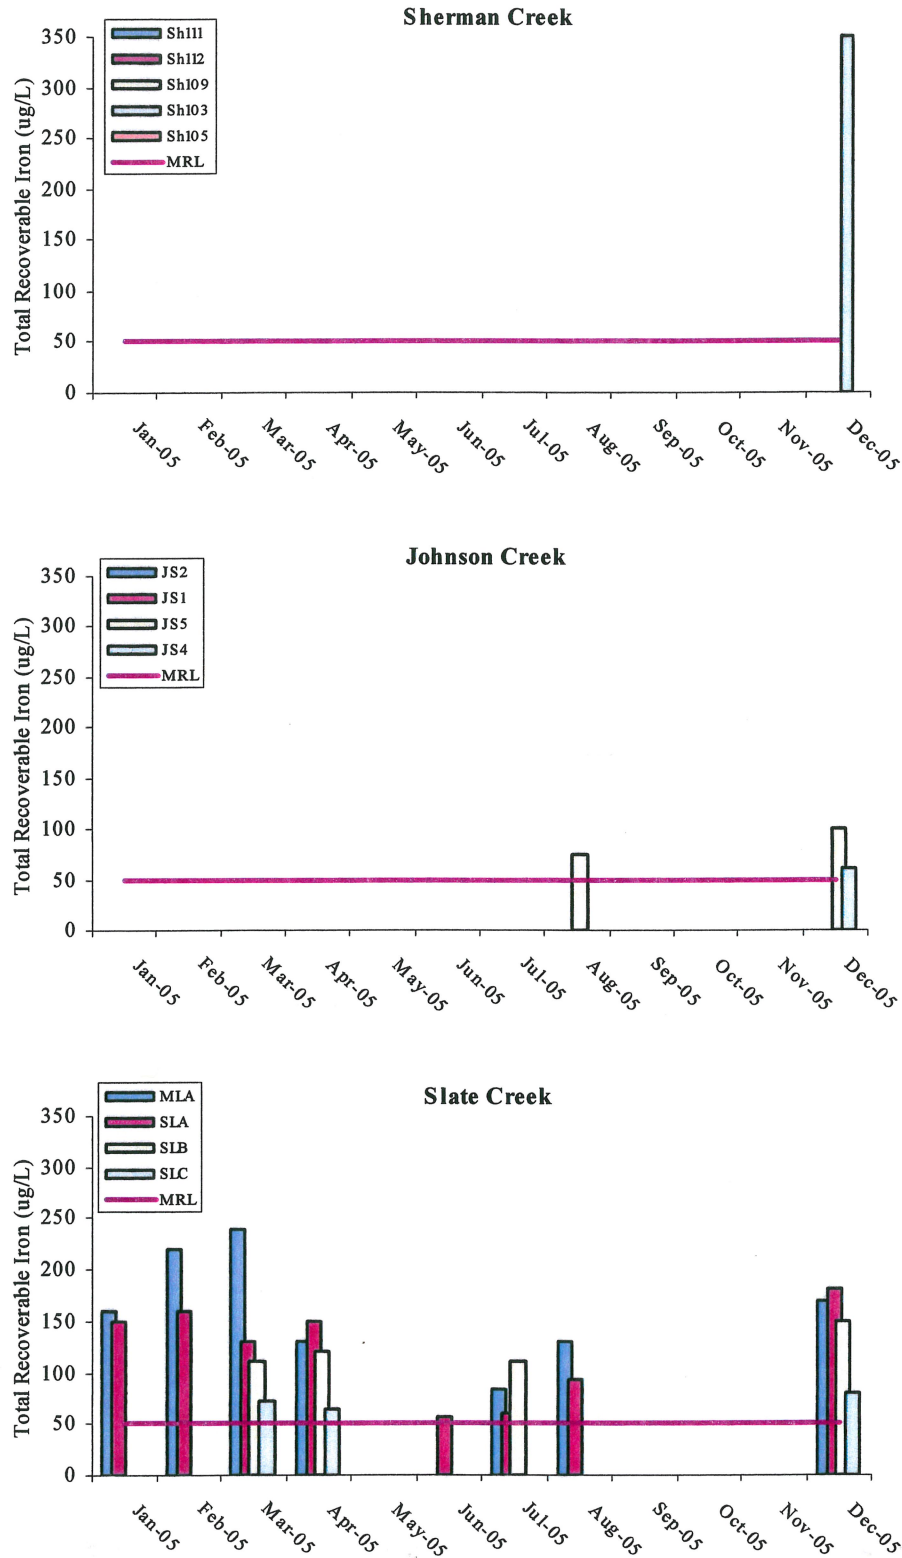 Sherman Creek
Total Recoverable Iron (ug/L)
350
300
250
200
150
100
50
0
Sh111
Sh112
Sh109
Sh103
Sh105
MRL
Jan-05 Feb-05 Mar-05 Apr-05 May-05 Jun-05 Jul-05 Aug-05 Sep-05 Oct-05 Nov-05 Dec-05
Johnson Creek
Total Recoverable Iron (ug/L)
350
300
250
200
150
100
50
0
JS2
JS1
JS5
JS4
MRL
Jan-05 Feb-05 Mar-05 Apr-05 May-05 Jun-05 Jul-05 Aug-05 Sep-05 Oct-05 Nov-05 Dec-05
Slate Creek
Total Recoverable Iron (ug/L)
350
300
250
200
150
100
50
0
MLA
SLA
SLB
SLC
MRL
Jan-05 Feb-05 Mar-05 Apr-05 May-05 Jun-05 Jul-05 Aug-05 Sep-05 Oct-05 Nov-05 Dec-05